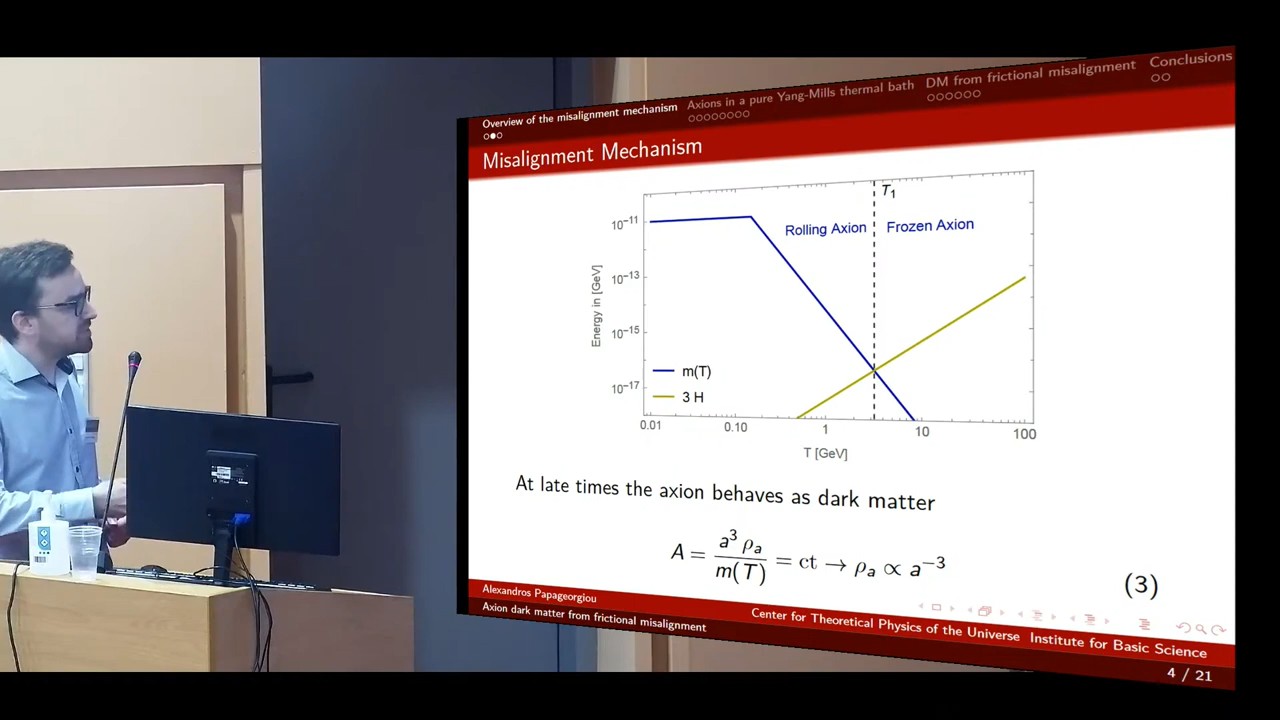 Overview of the misalignment mechanism
Axions in a pure Yang-Mills thermal bath
DM from frictional misalignment
Conclusions
Misalignment Mechanism
T₁
Rolling Axion
Frozen Axion
10⁻¹¹
10⁻¹³
10⁻¹⁵
10⁻¹⁷
Energy in [GeV]
m(T)
3 H
0.01 0.10 1 10 100
T [GeV]
At late times the axion behaves as dark matter
A = a³ ρₐ / m(T) = ct → ρₐ ∝ a⁻³
(3)
Alexandros Papageorgiou
Center for Theoretical Physics of the Universe Institute for Basic Science
Axion dark matter from frictional misalignment
4 / 21